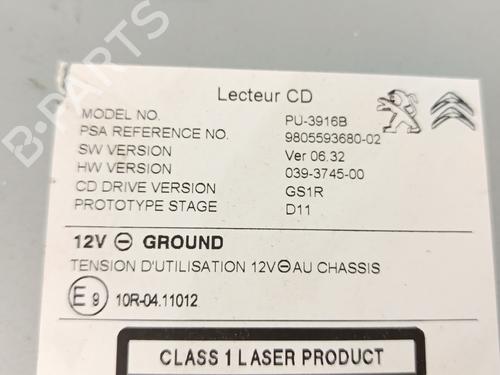 Lecteur CD
MODEL NO. PU-3916B
PSA REFERENCE NO. 9805593680-02
SW VERSION Ver 06.32
HW VERSION 039-3745-00
CD DRIVE VERSION GS1R
PROTOTYPE STAGE D11
12V ⊖ GROUND
TENSION D'UTILISATION 12V⊖AU CHASSIS
E 9 10R-04.11012
CLASS 1 LASER PRODUCT
B-PARTS